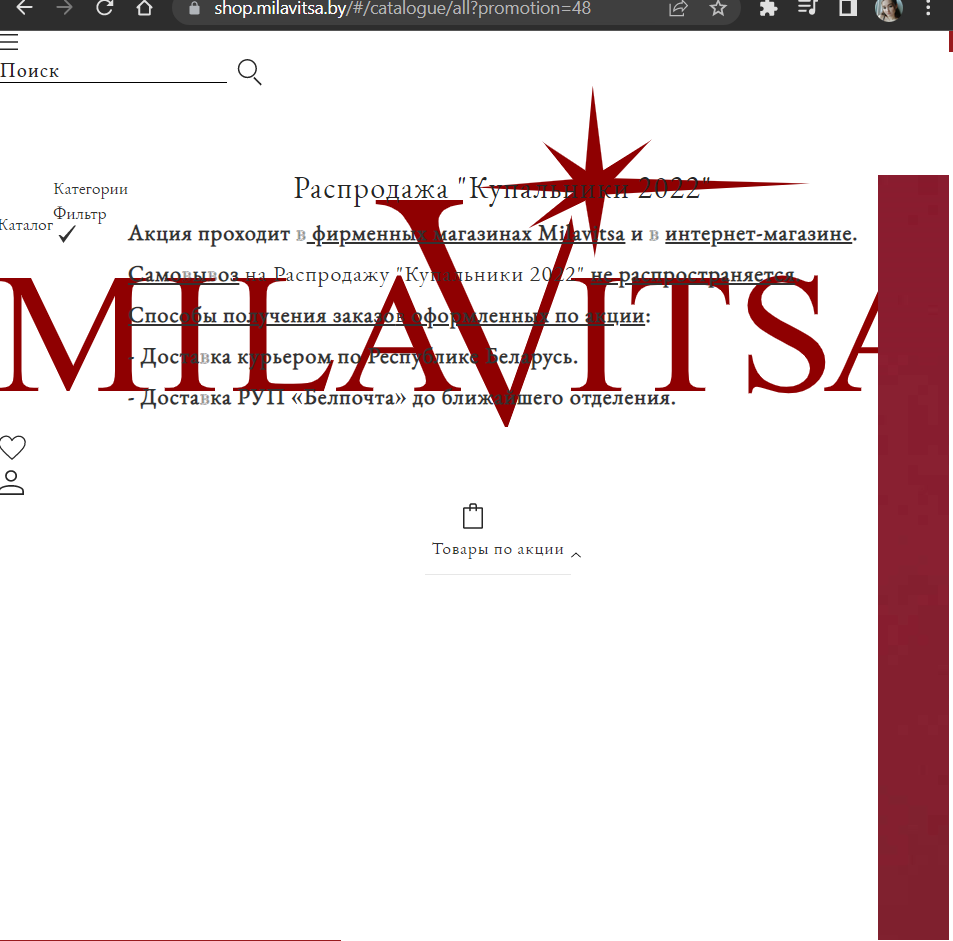 shop.milavitsa.by/#/catalogue/all?promotion=48
Поиск
Категории
Фильтр
Каталог
Распродажа "Купальники 2022"
Акция проходит в фирменных магазинах Milavitsa и в интернет-магазине.
Самовывоз на Распродажу "Купальники 2022" не распространяется.
Способы получения заказов оформленных по акции:
- Доставка курьером по Республике Беларусь.
- Доставка РУП «Белпочта» до ближайшего отделения.
MILAVITSA
Товары по акции